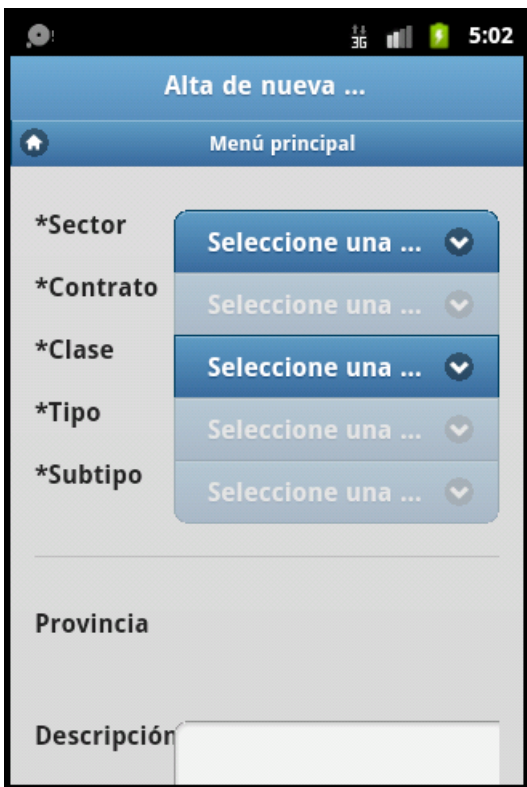 3G 5:02
Alta de nueva ...
Menú principal
*Sector Seleccione una ...
*Contrato Seleccione una ...
*Clase Seleccione una ...
*Tipo Seleccione una ...
*Subtipo Seleccione una ...
Provincia
Descripción